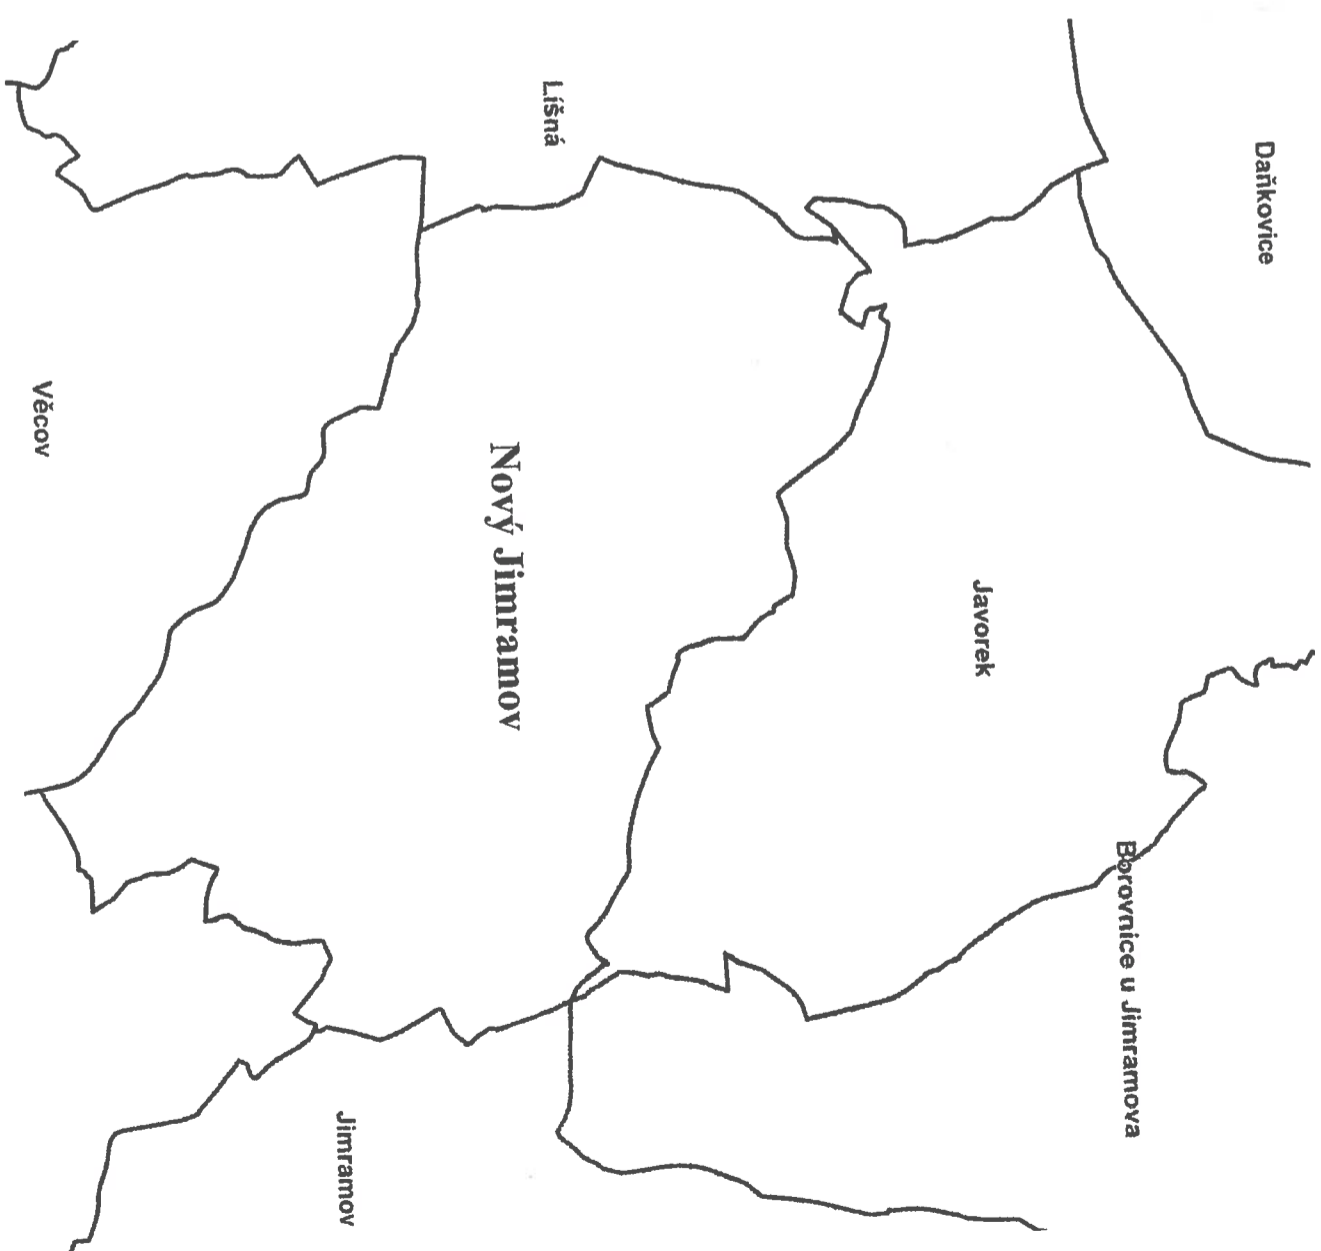 Daňkovice
Borovnice u Jimramova
Javorek
Líšná
Nový Jimramov
Jimramov
Věcov